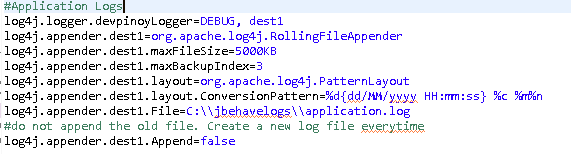 #Application Logs
log4j.logger.devpinoyLogger=DEBUG, dest1
log4j.appender.dest1=org.apache.log4j.RollingFileAppender
log4j.appender.dest1.maxFileSize=5000KB
log4j.appender.dest1.maxBackupIndex=3
log4j.appender.dest1.layout=org.apache.log4j.PatternLayout
log4j.appender.dest1.layout.ConversionPattern=%d{dd/MM/yyyy HH:mm:ss} %c %m%n
log4j.appender.dest1.File=C:\\jbehavelogs\\application.log
#do not append the old file. Create a new log file everytime
log4j.appender.dest1.Append=false